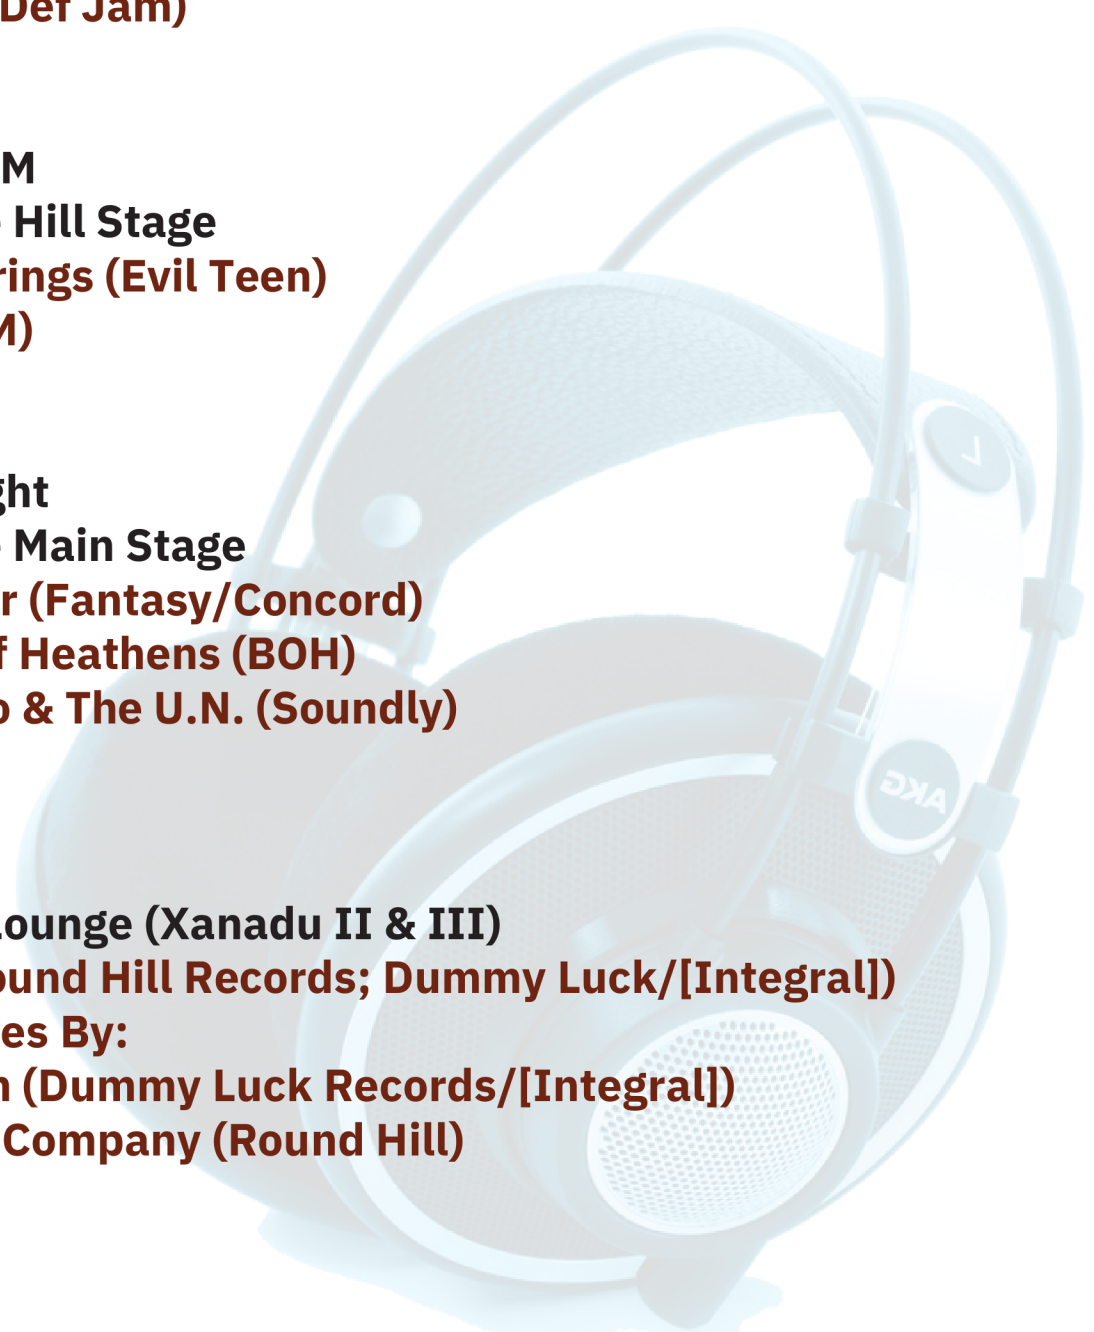 Def Jam)
M
Hill Stage
rings (Evil Teen)
M)
ght
Main Stage
r (Fantasy/Concord)
f Heathens (BOH)
o & The U.N. (Soundly)
Lounge (Xanadu II & III)
ound Hill Records; Dummy Luck/[Integral])
es By:
n (Dummy Luck Records/[Integral])
Company (Round Hill)
L
AKG